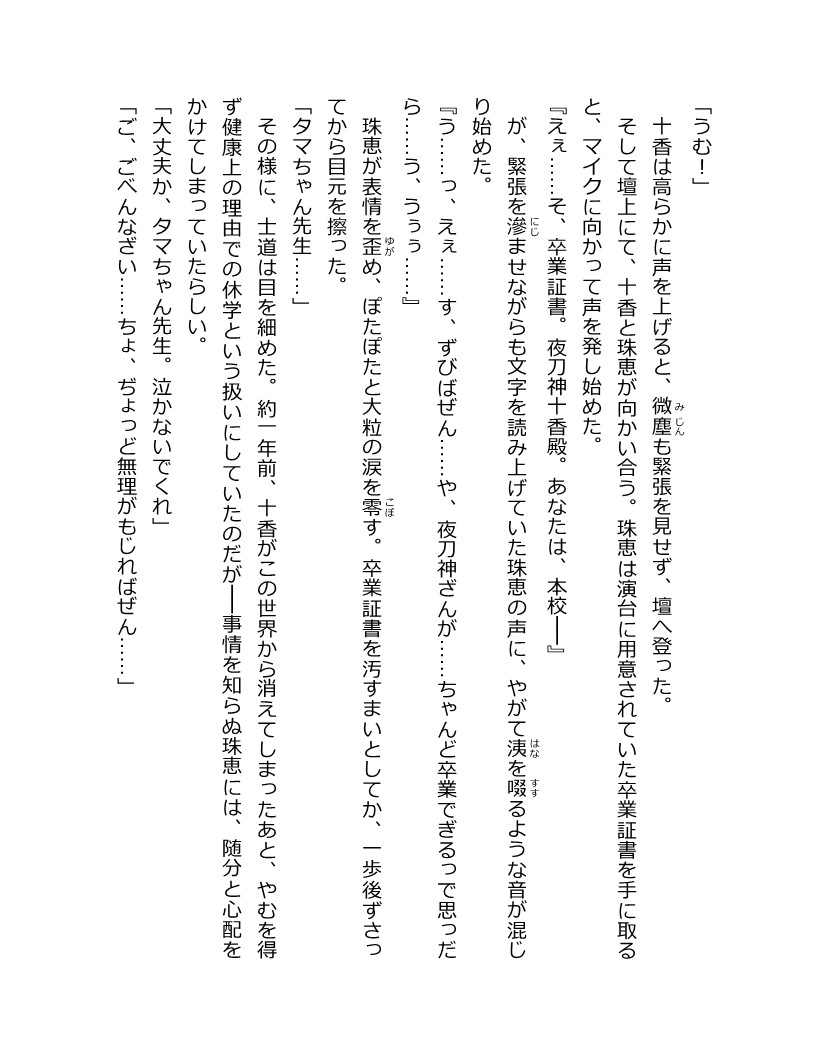 「うむ！」
　十香は高らかに声を上げると、微塵も緊張を見せず、壇へ登った。
　そして壇上にて、十香と珠恵が向かい合う。珠恵は演台に用意されていた卒業証書を手に取る
と、マイクに向かって声を発し始めた。
『えぇ……そ、卒業証書。夜刀神十香殿。あなたは、本校──』
　が、緊張を滲ませながらも文字を読み上げていた珠恵の声に、やがて洟を啜るような音が混じ
り始めた。
『う……っ、えぇ……す、ずびばぜん……や、夜刀神ざんが……ちゃんど卒業でぎるっで思っだ
ら……う、うぅぅ……』
　珠恵が表情を歪め、ぽたぽたと大粒の涙を零す。卒業証書を汚すまいとしてか、一歩後ずさっ
てから目元を擦った。
「タマちゃん先生……」
　その様に、士道は目を細めた。約一年前、十香がこの世界から消えてしまったあと、やむを得
ず健康上の理由での休学という扱いにしていたのだが──事情を知らぬ珠恵には、随分と心配を
かけてしまっていたらしい。
「大丈夫か、タマちゃん先生。泣かないでくれ」
「ご、ごべんなざい……ちょ、ぢょっど無理がもじればぜん……」